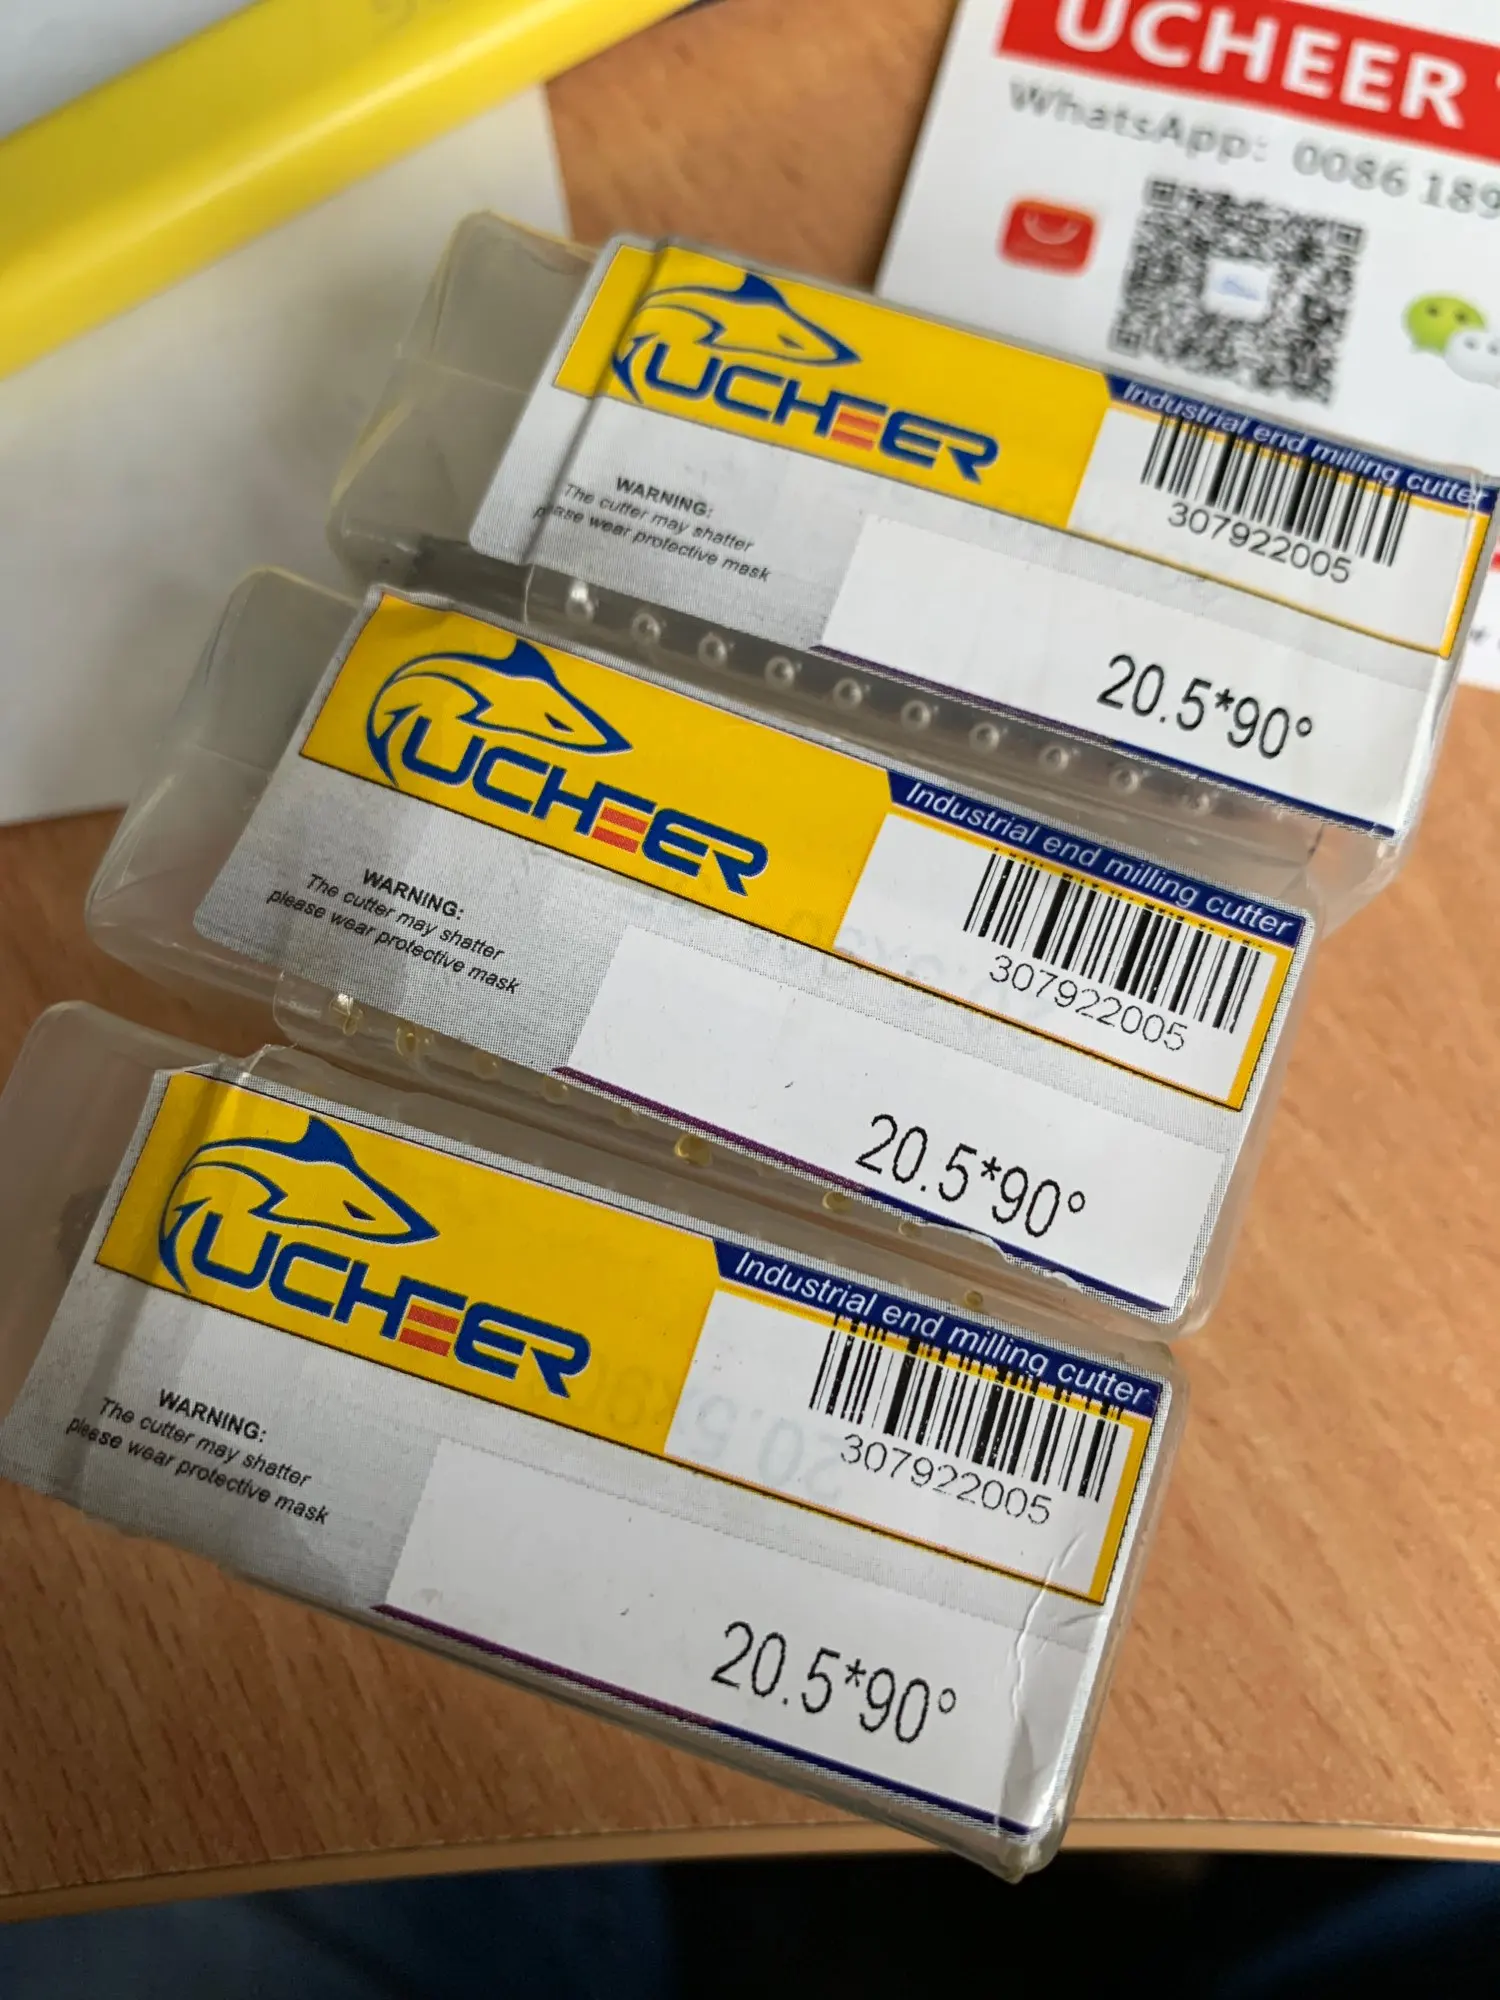 UCHEER
WhatsApp: 0086 189
UCHEER
Industrial end milling cutter
307922005
WARNING:
The cutter may shatter
please wear protective mask
20.5*90°
UCHEER
Industrial end milling cutter
307922005
WARNING:
The cutter may shatter
please wear protective mask
20.5*90°
UCHEER
Industrial end milling cutter
307922005
WARNING:
The cutter may shatter
please wear protective mask
20.5*90°